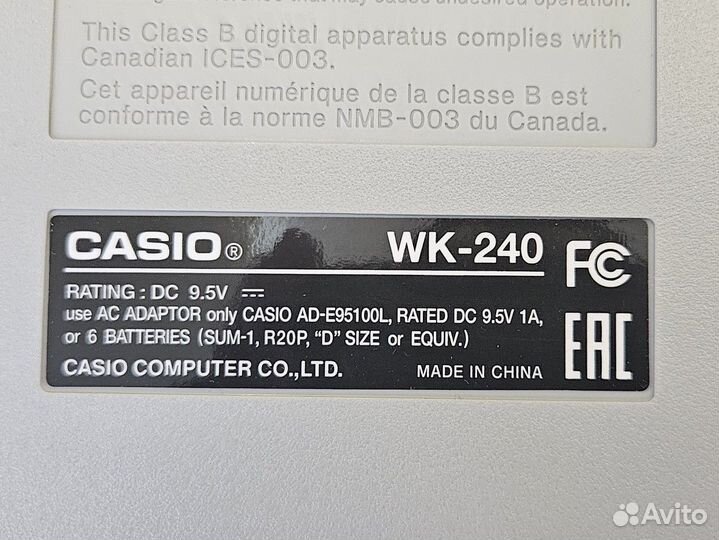 This Class B digital apparatus complies with
Canadian ICES-003.
Cet appareil numérique de la classe B est
conforme à la norme NMB-003 du Canada.
CASIO® WK-240
FC
RATING : DC 9.5V
use AC ADAPTOR only CASIO AD-E95100L, RATED DC 9.5V 1A,
or 6 BATTERIES (SUM-1, R20P, “D” SIZE or EQUIV.)
EAC
CASIO COMPUTER CO.,LTD. MADE IN CHINA
Avito